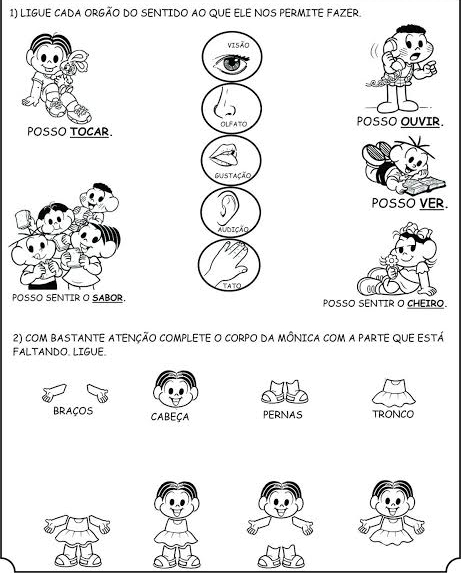 1) LIGUE CADA ORGÃO DO SENTIDO AO QUE ELE NOS PERMITE FAZER.
VISÃO
POSSO TOCAR.
OLFATO
POSSO OUVIR.
GUSTAÇÃO
POSSO VER.
AUDIÇÃO
TATO
POSSO SENTIR O SABOR.
POSSO SENTIR O CHEIRO.
2) COM BASTANTE ATENÇÃO COMPLETE O CORPO DA MÔNICA COM A PARTE QUE ESTÁ
FALTANDO. LIGUE.
BRAÇOS
CABEÇA
PERNAS
TRONCO